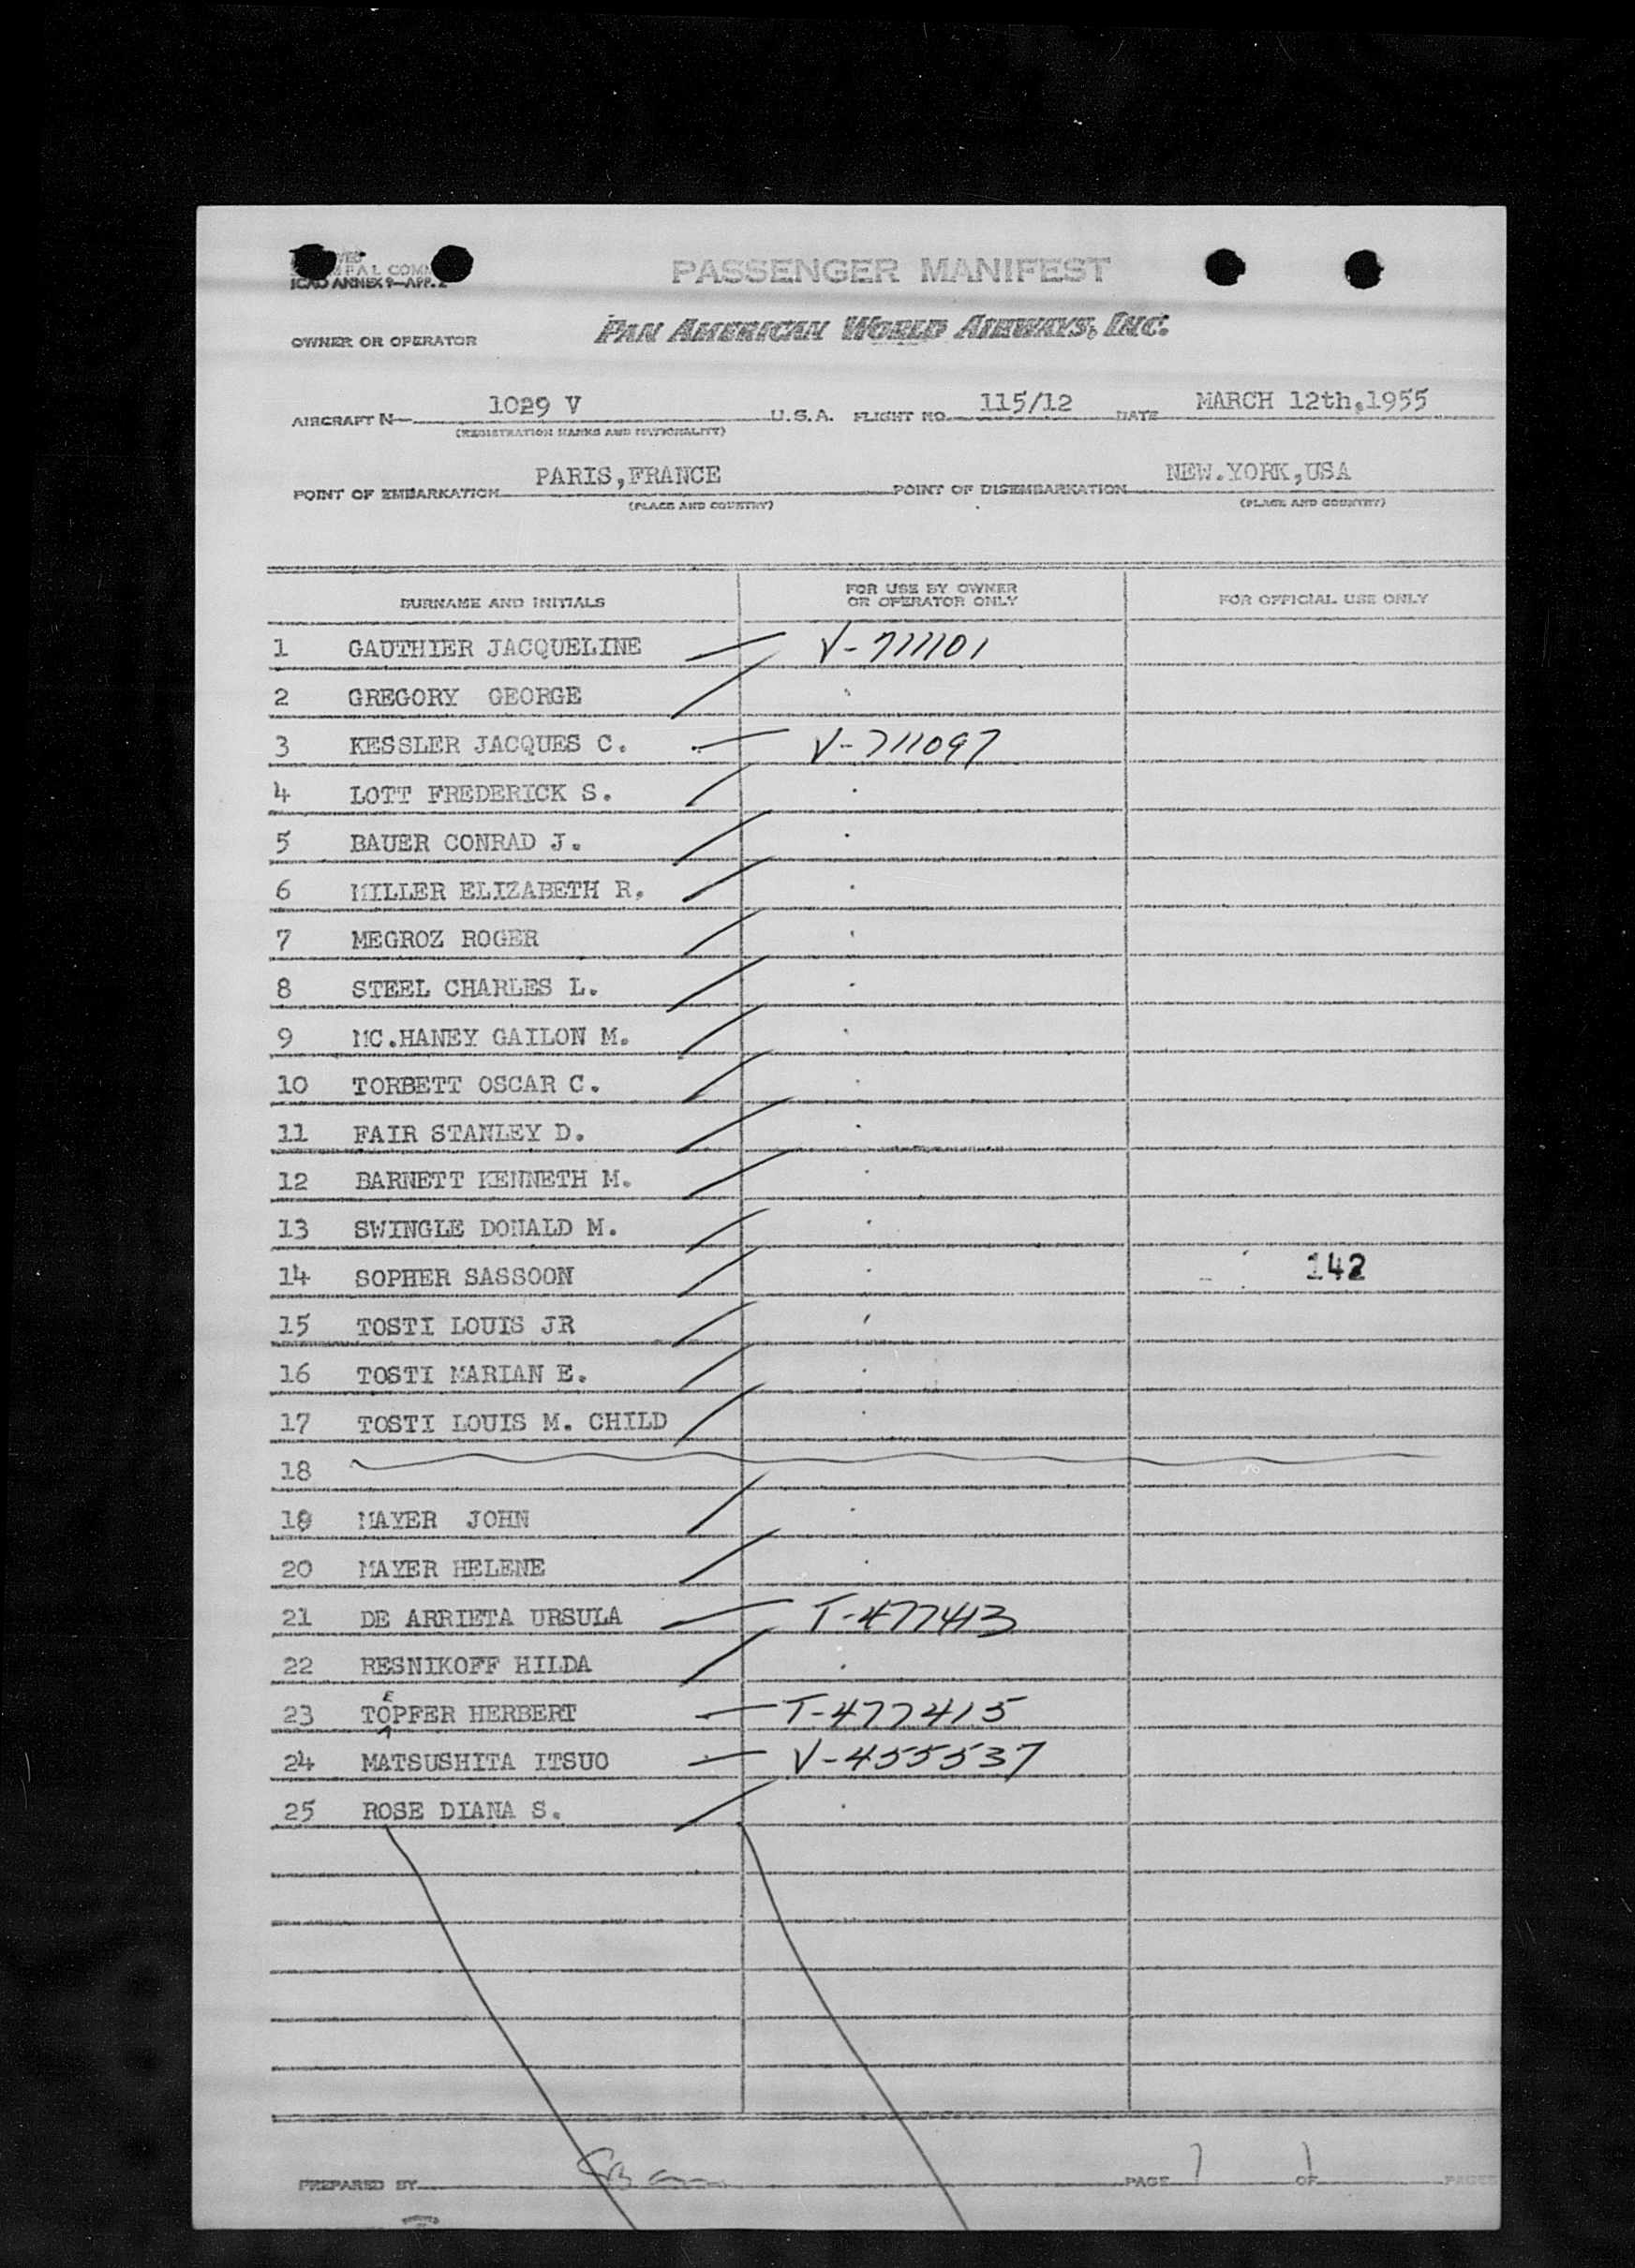 PASSENGER MANIFEST
ICAO ANNEX 9—APP. 2
OWNER OR OPERATOR PAN AMERICAN WORLD AIRWAYS, INC.
AIRCRAFT N— 1029 V U.S.A. FLIGHT NO. 115/12 DATE MARCH 12th,1955
(REGISTRATION MARKS AND NATIONALITY)
POINT OF EMBARKATION PARIS,FRANCE POINT OF DISEMBARKATION NEW.YORK,USA
(PLACE AND COUNTRY) (PLACE AND COUNTRY)
SURNAME AND INITIALS FOR USE BY OWNER OR OPERATOR ONLY FOR OFFICIAL USE ONLY
1 GAUTHIER JACQUELINE V-711101
2 GREGORY GEORGE
3 KESSLER JACQUES C. V-711097
4 LOTT FREDERICK S.
5 BAUER CONRAD J.
6 MILLER ELIZABETH R.
7 MEGROZ ROGER
8 STEEL CHARLES L.
9 MC.HANEY GAILON M.
10 TORBETT OSCAR C.
11 FAIR STANLEY D.
12 BARNETT KENNETH M.
13 SWINGLE DONALD M.
14 SOPHER SASSOON 142
15 TOSTI LOUIS JR
16 TOSTI MARIAN E.
17 TOSTI LOUIS M. CHILD
18
19 MAYER JOHN
20 MAYER HELENE
21 DE ARRIETA URSULA T-477413
22 RESNIKOFF HILDA
23 TOEPFER HERBERT T-477415
24 MATSUSHITA ITSUO V-455537
25 ROSE DIANA S.
PREPARED BY PAGE 1 OF 1 PAGES